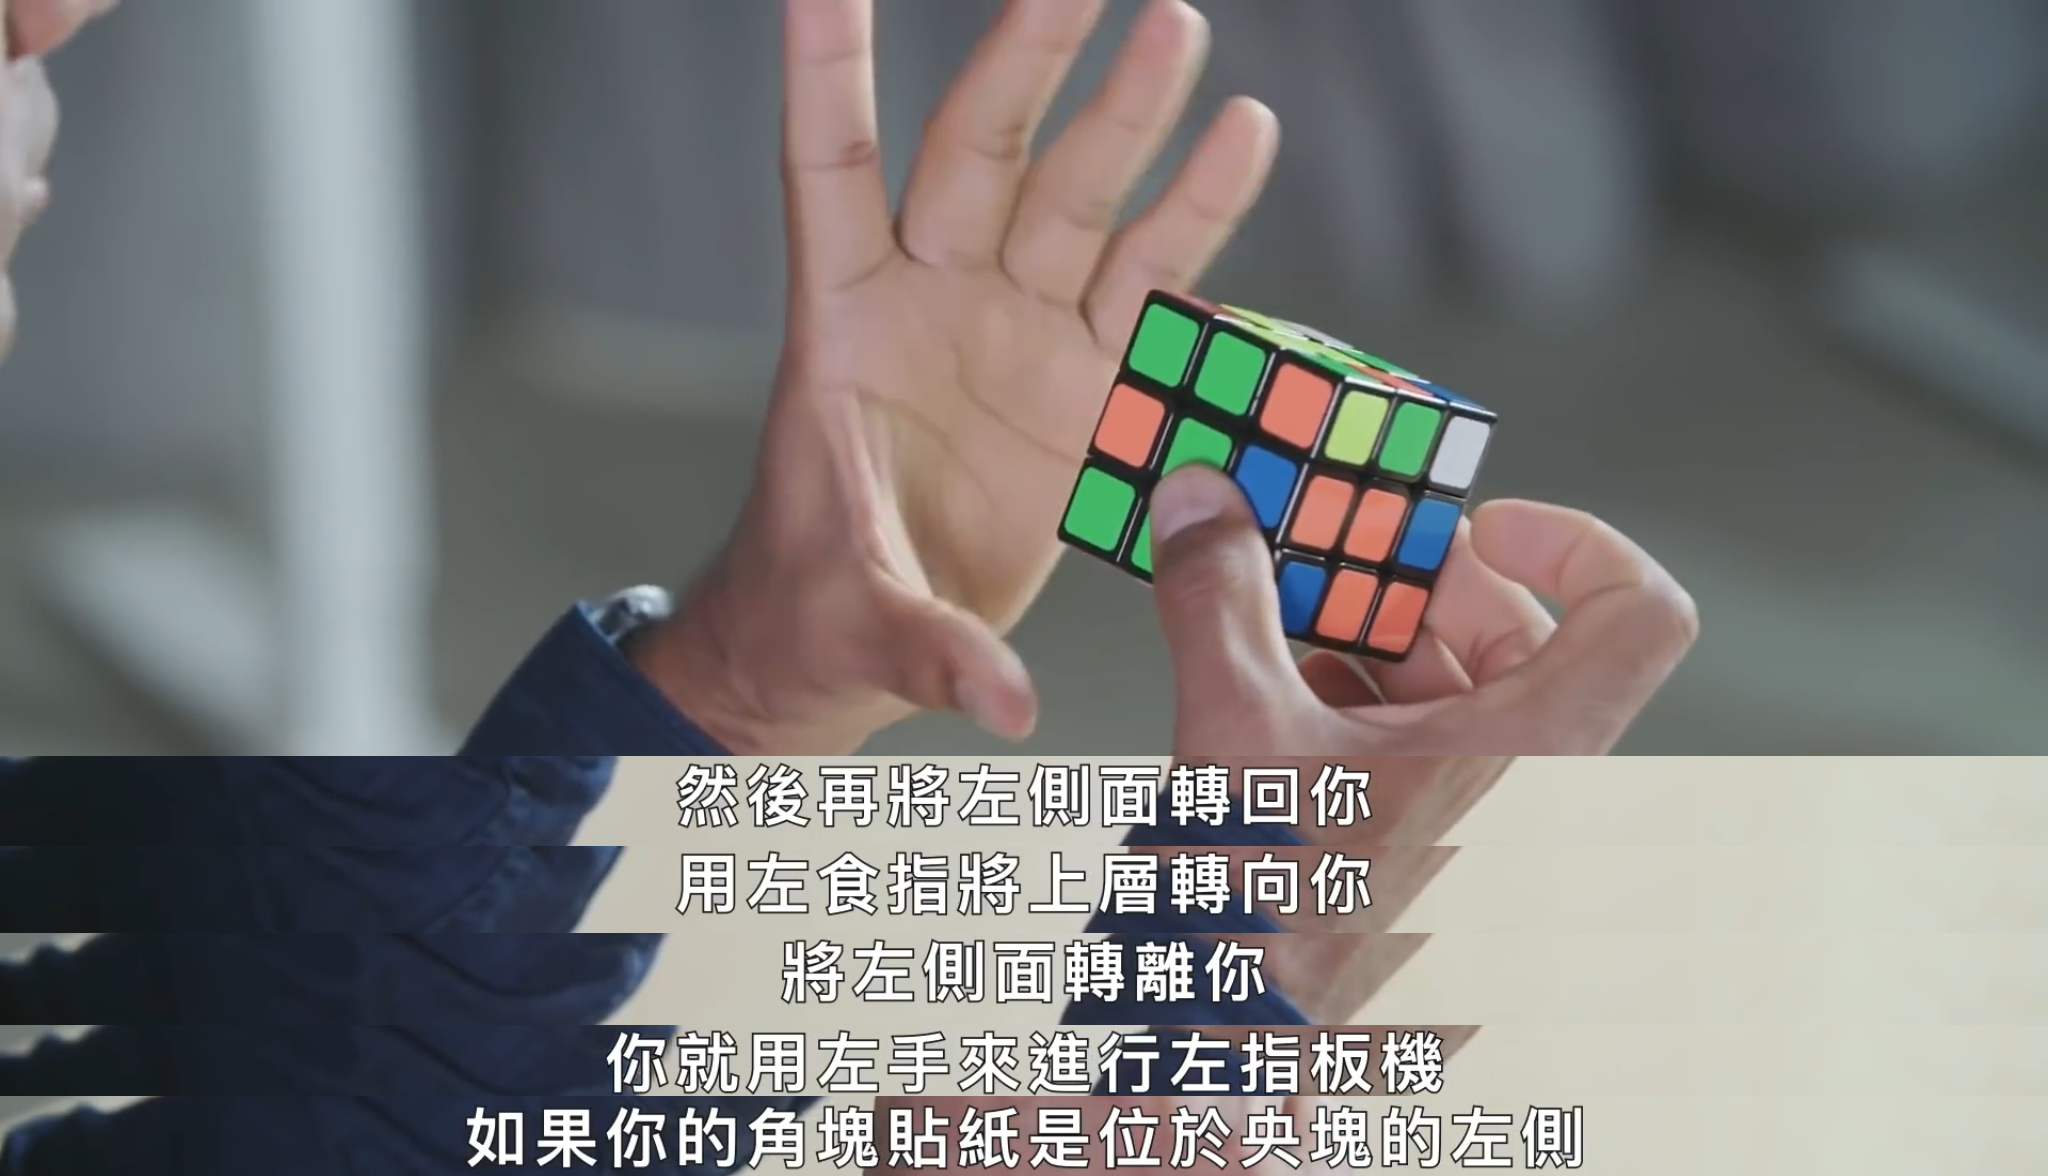 然後再將左側面轉回你
用左食指將上層轉向你
將左側面轉離你
你就用左手來進行左指板機
如果你的角塊貼紙是位於央塊的左側